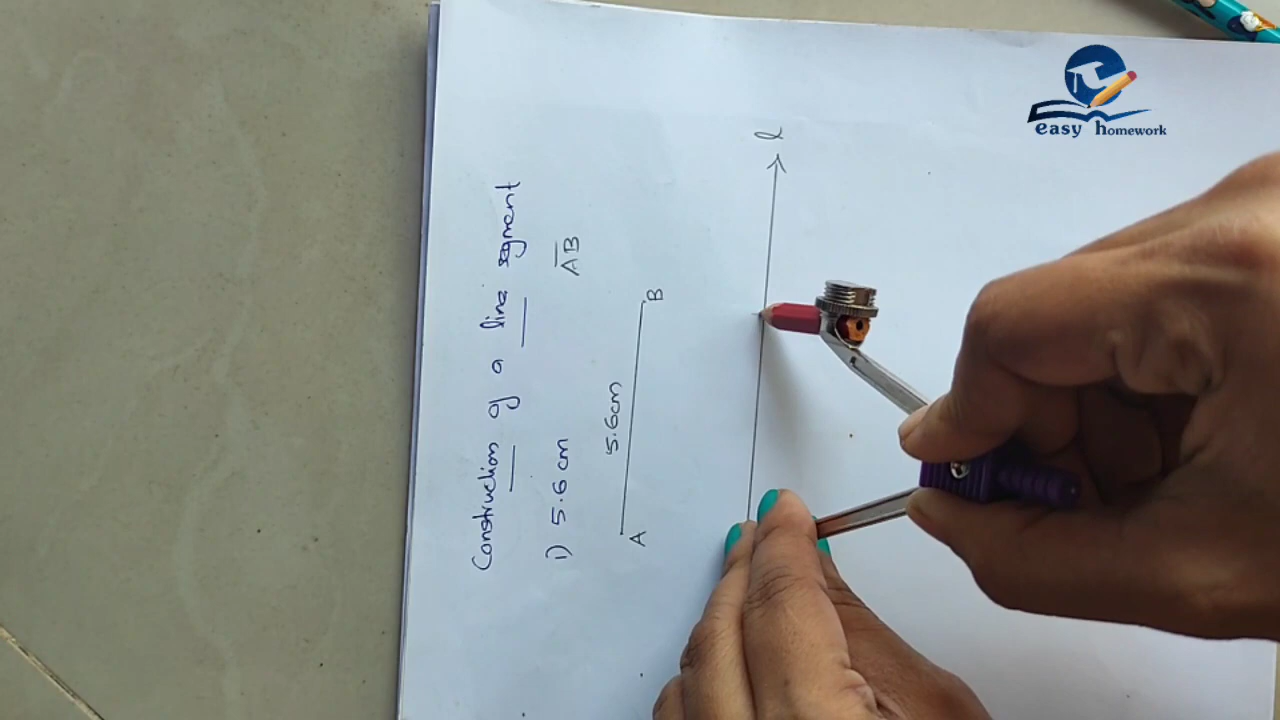 Construction of a line segment
1) 5.6 cm AB
5.6cm
A B
l
easy homework